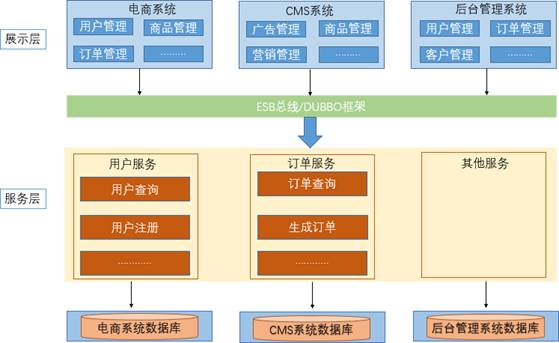 电商系统
CMS系统
后台管理系统
展示层
用户管理
商品管理
广告管理
商品管理
用户管理
订单管理
订单管理
………
营销管理
………
客户管理
………
ESB总线/DUBBO框架
服务层
用户服务
订单服务
其他服务
用户查询
订单查询
用户注册
生成订单
…………
…………
电商系统数据库
CMS系统数据库
后台管理系统数据库